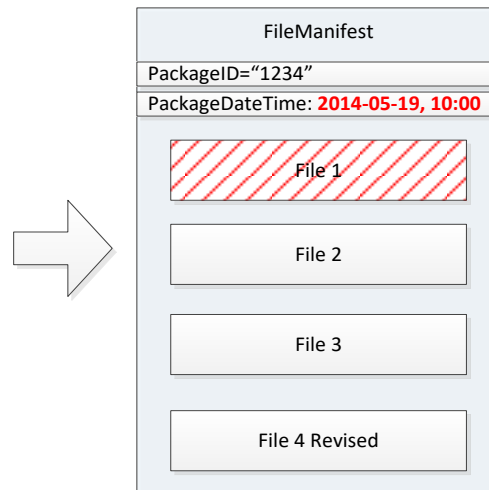 FileManifest
PackageID=“1234”
PackageDateTime: 2014-05-19, 10:00
File 1
File 2
File 3
File 4 Revised